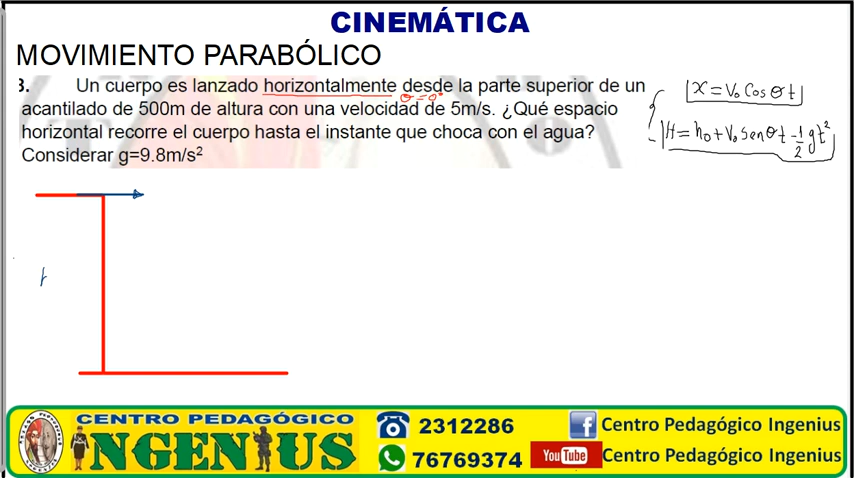 CINEMÁTICA
MOVIMIENTO PARABÓLICO
3. Un cuerpo es lanzado horizontalmente desde la parte superior de un
θ=0°
acantilado de 500m de altura con una velocidad de 5m/s. ¿Qué espacio
horizontal recorre el cuerpo hasta el instante que choca con el agua?
Considerar g=9.8m/s²
x = V₀ Cos θ t
H = h₀ + V₀ Sen θ t - 1/2 g t²
CENTRO PEDAGÓGICO
INGENIUS
2312286
76769374
f Centro Pedagógico Ingenius
YouTube Centro Pedagógico Ingenius